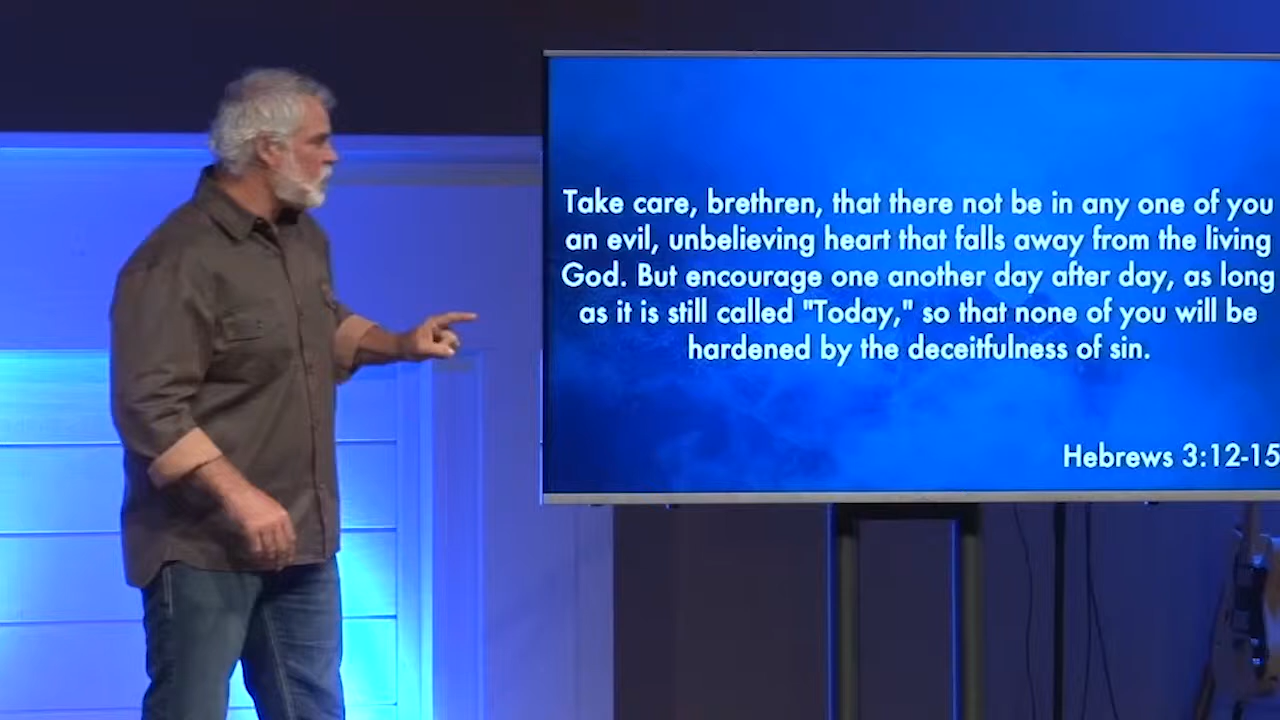 Take care, brethren, that there not be in any one of you
an evil, unbelieving heart that falls away from the living
God. But encourage one another day after day, as long
as it is still called "Today," so that none of you will be
hardened by the deceitfulness of sin.
Hebrews 3:12-15